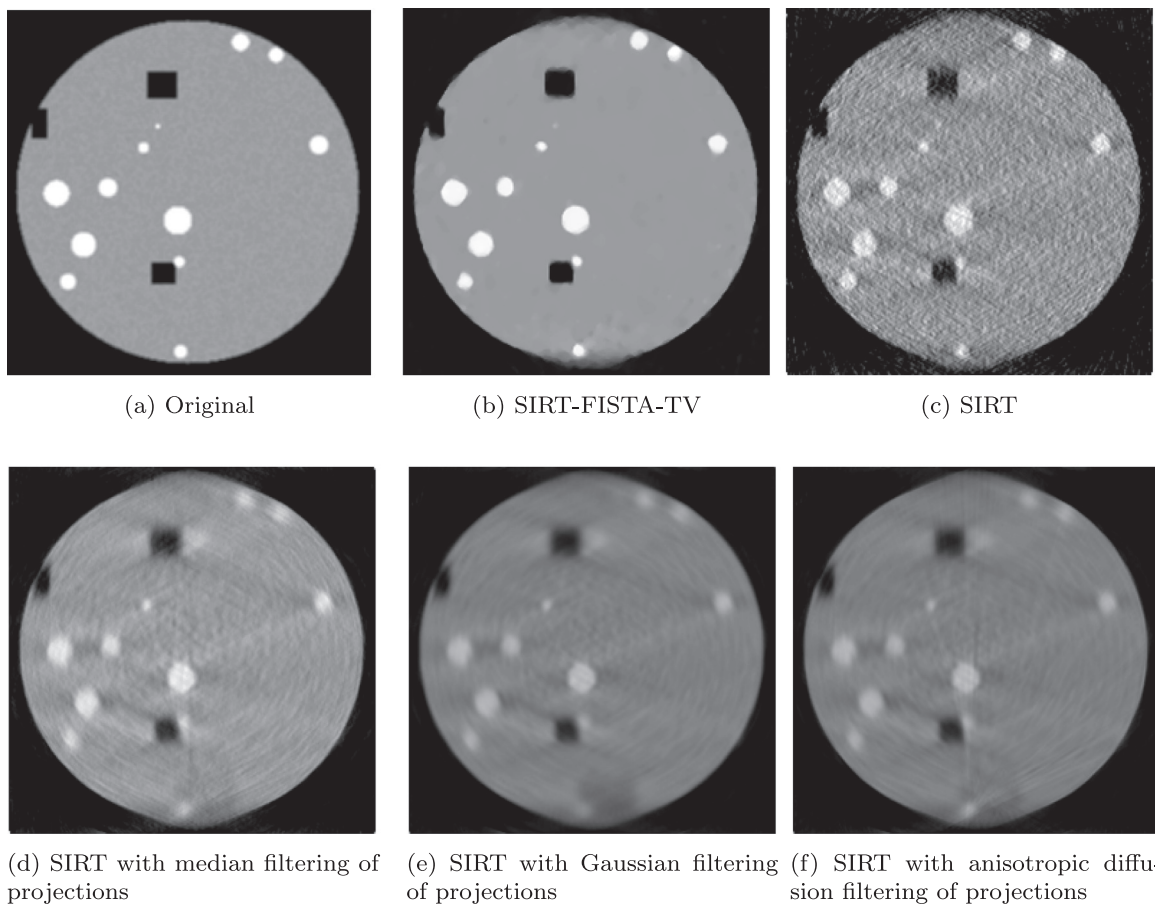 (a) Original
(b) SIRT-FISTA-TV
(c) SIRT
(d) SIRT with median filtering of
projections
(e) SIRT with Gaussian filtering
of projections
(f) SIRT with anisotropic diffu-
sion filtering of projections